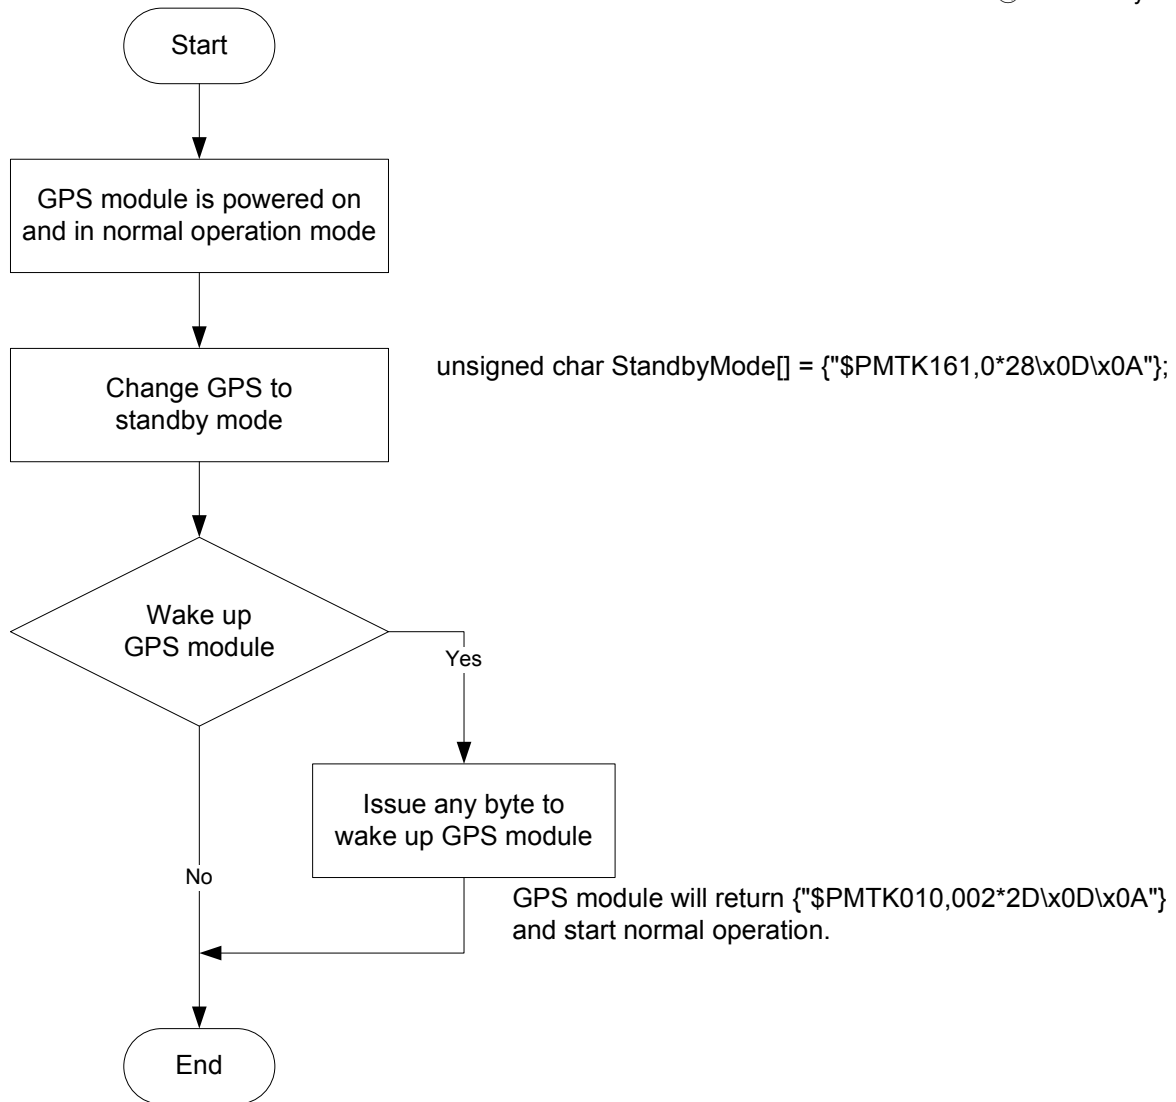 Start
GPS module is powered on
and in normal operation mode
Change GPS to
standby mode
unsigned char StandbyMode[] = {"$PMTK161,0*28\x0D\x0A"};
Wake up
GPS module
Yes
Issue any byte to
wake up GPS module
No
GPS module will return {"$PMTK010,002*2D\x0D\x0A"}
and start normal operation.
End